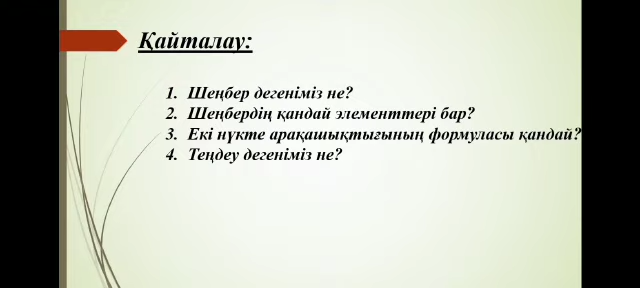 Қайталау:
1. Шеңбер дегеніміз не?
2. Шеңбердің қандай элементтері бар?
3. Екі нүкте арақашықтығының формуласы қандай?
4. Теңдеу дегеніміз не?